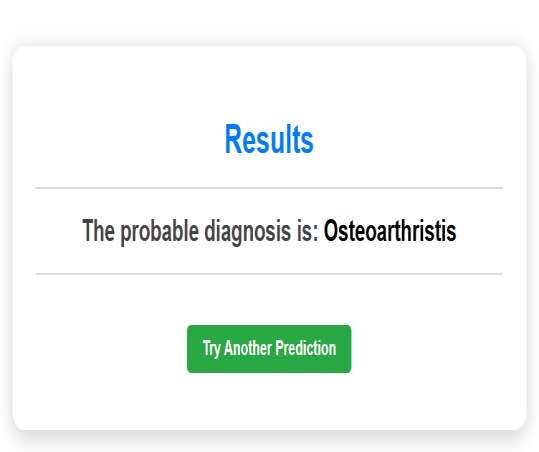 Results
The probable diagnosis is: Osteoarthristis
Try Another Prediction